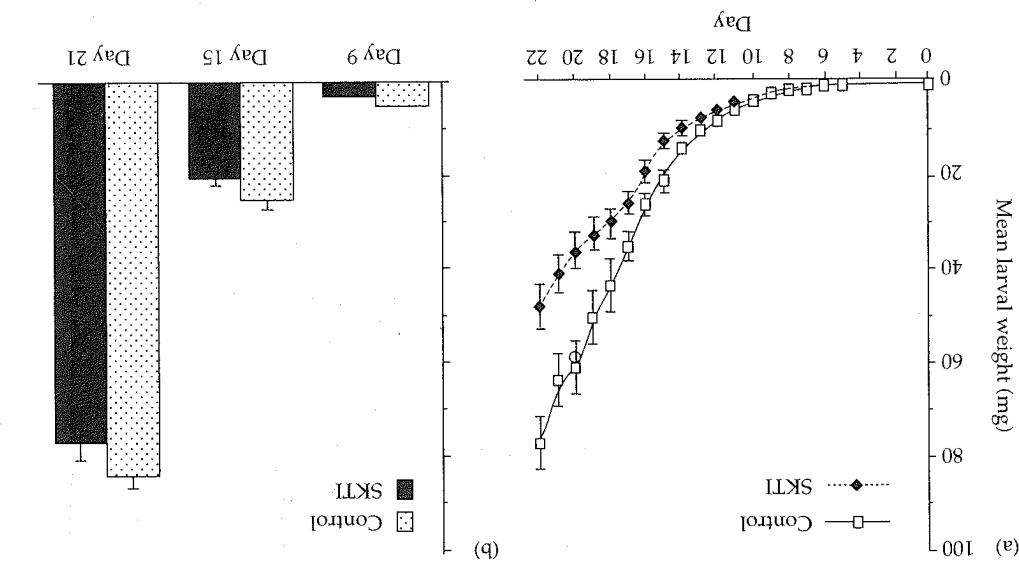 (a)
Mean larval weight (mg)
100
80
60
40
20
0
Control
SKTI
0 2 4 6 8 10 12 14 16 18 20 22
Day
(b)
Control
SKTI
Day 9 Day 15 Day 21